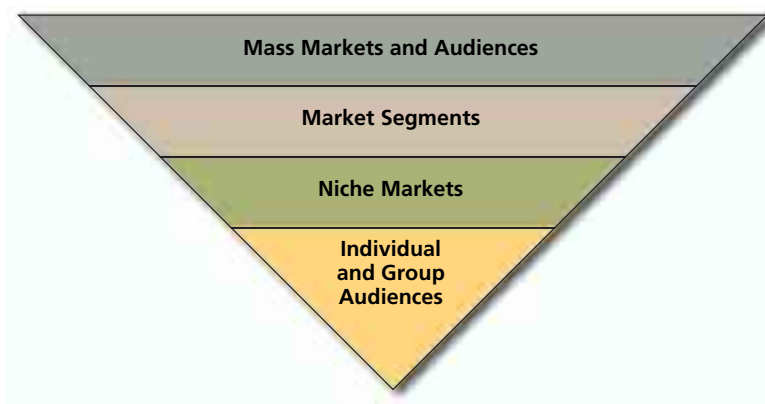 Mass Markets and Audiences
Market Segments
Niche Markets
Individual
and Group
Audiences